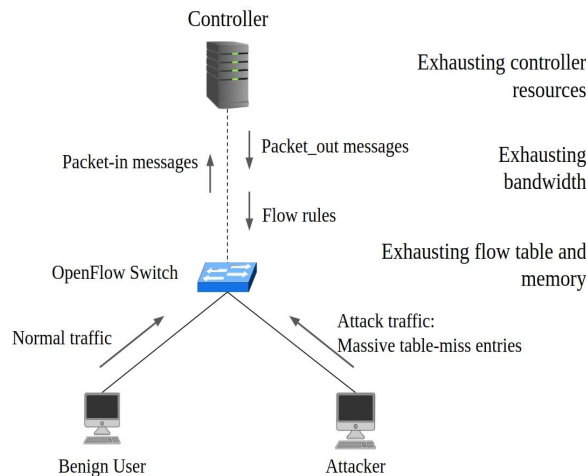 Controller
Exhausting controller
resources
Packet-in messages
Packet_out messages
Exhausting
bandwidth
Flow rules
OpenFlow Switch
Exhausting flow table and
memory
Normal traffic
Attack traffic:
Massive table-miss entries
Benign User
Attacker